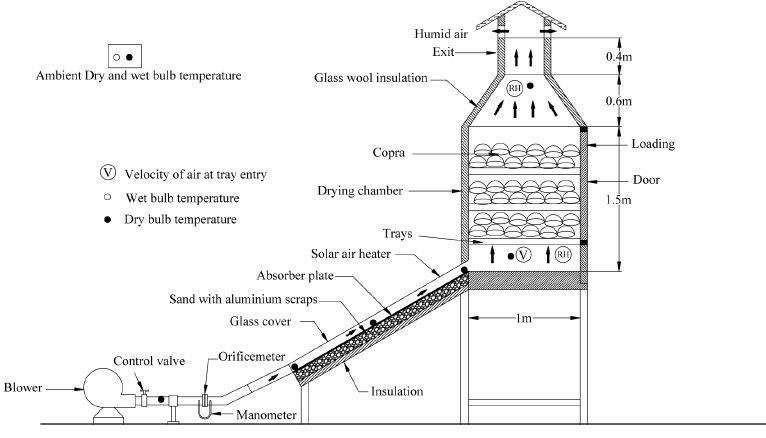 Humid air
Exit
0.4m
Ambient Dry and wet bulb temperature
Glass wool insulation
RH
0.6m
Copra
Loading
V Velocity of air at tray entry
Wet bulb temperature
Dry bulb temperature
Drying chamber
Door
1.5m
Trays
V
RH
Solar air heater
Absorber plate
Sand with aluminium scraps
Glass cover
1m
Control valve
Orificemeter
Blower
Insulation
Manometer